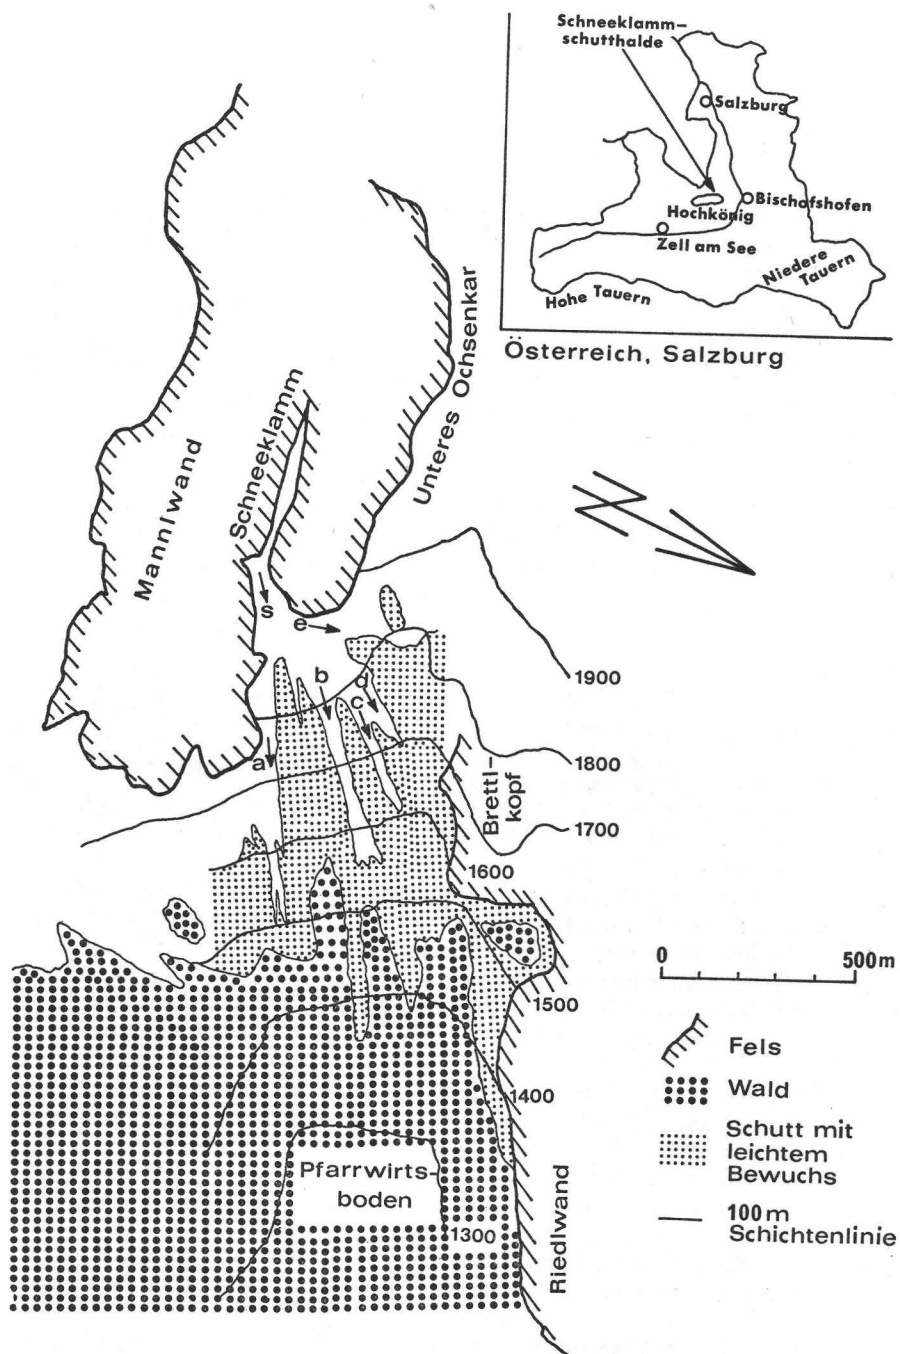 Schneeklamm-
schutthalde
Salzburg
Bischofshofen
Hochkönig
Zell am See
Niedere
Tauern
Hohe Tauern
Österreich, Salzburg
Mannlwand
Schneeklamm
Unteres Ochsenkar
s
e
b
d
c
a
1900
1800
1700
Brettl-
kopf
1600
0 500m
1500
1400
Fels
Wald
Schutt mit
leichtem
Bewuchs
100m
Schichtenlinie
Pfarrwirts-
boden
1300
Riedlwand